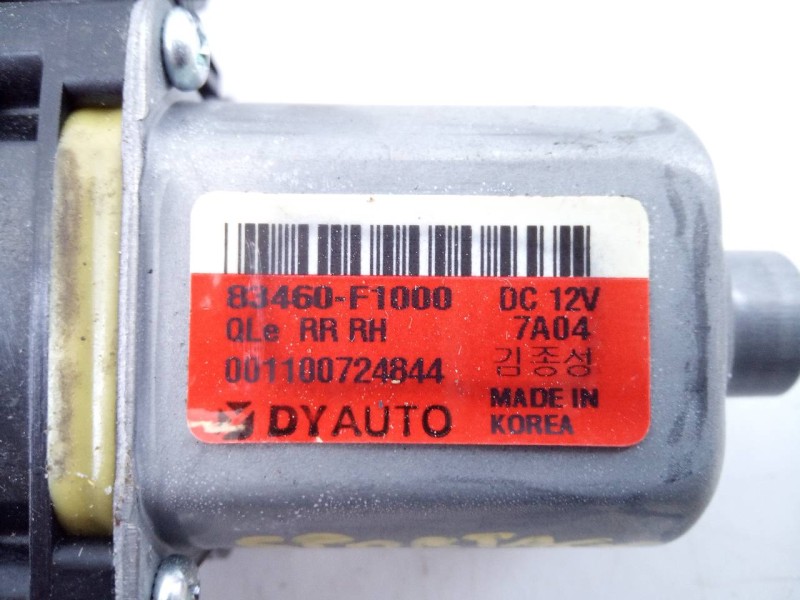 83460-F1000 DC 12V
QLe RR RH 7A04
001100724844 김종성
DYAUTO MADE IN
KOREA